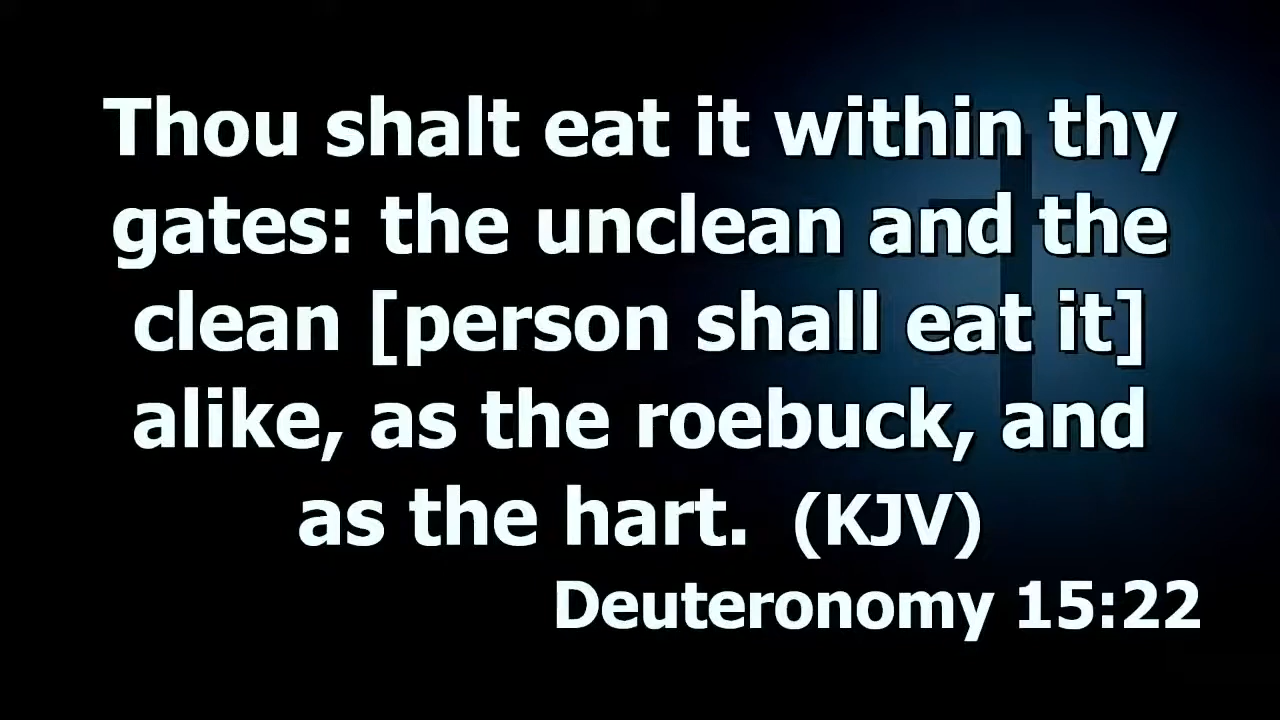 Thou shalt eat it within thy
gates: the unclean and the
clean [person shall eat it]
alike, as the roebuck, and
as the hart. (KJV)
Deuteronomy 15:22